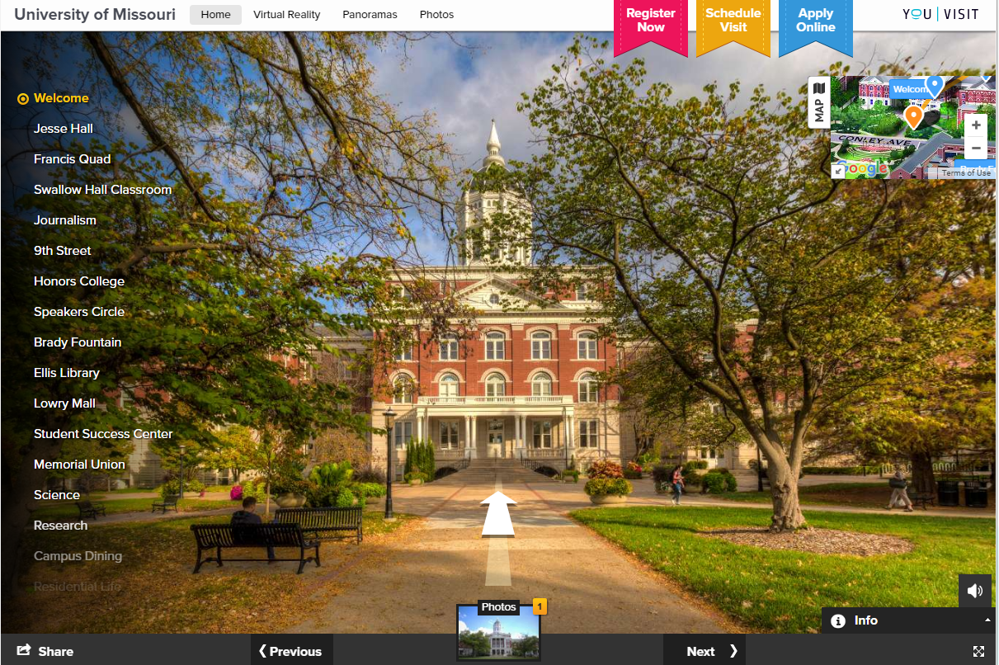 University of Missouri
Home
Virtual Reality
Panoramas
Photos
Register
Now
Schedule
Visit
Apply
Online
YOU | VISIT
Welcome
Jesse Hall
Francis Quad
Swallow Hall Classroom
Journalism
9th Street
Honors College
Speakers Circle
Brady Fountain
Ellis Library
Lowry Mall
Student Success Center
Memorial Union
Science
Research
Campus Dining
Residential Life
MAP
Welcom
+
CONLEY AVE
−
Google
Terms of Use
Photos
1
Info
Share
Previous
Next